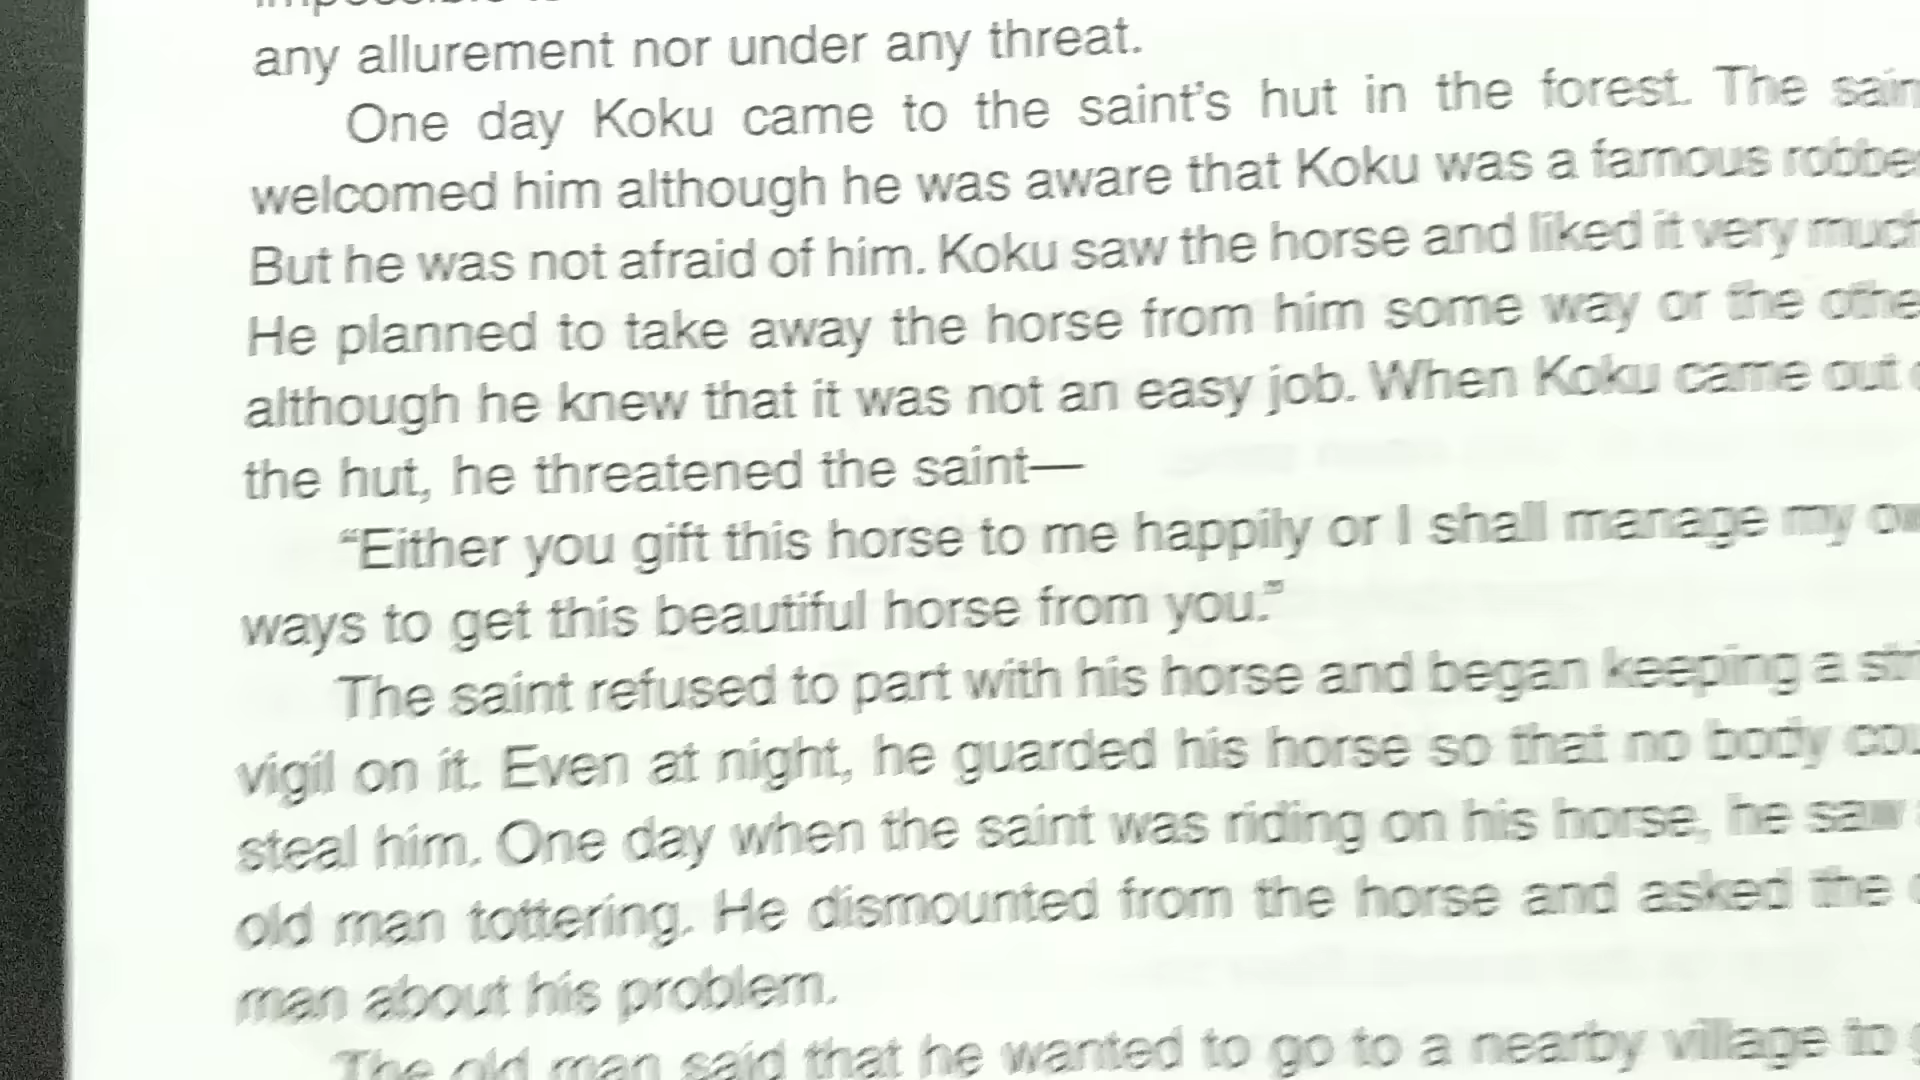 any allurement nor under any threat.
One day Koku came to the saint's hut in the forest. The
welcomed him although he was aware that Koku was a famous
But he was not afraid of him. Koku saw the horse and liked it very much
He planned to take away the horse from him some way or the
although he knew that it was not an easy job. When Koku came out
the hut, he threatened the saint—
“Either you gift this horse to me happily or I shall manage my
ways to get this beautiful horse from you.”
The saint refused to part with his horse and began keeping a
vigil on it. Even at night, he guarded his horse so that no body
steal him. One day when the saint was riding on his horse, he saw
old man tottering. He dismounted from the horse and asked the
man about his problem.
The old man said that he wanted to go to a nearby village to